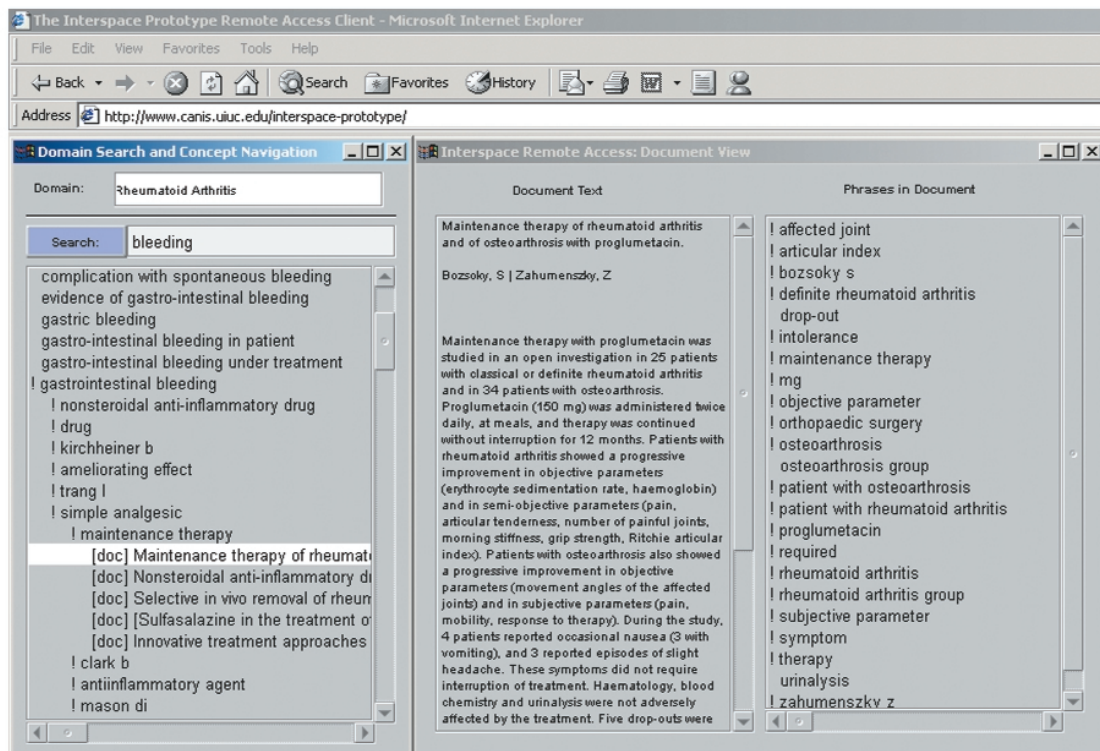 The Interspace Prototype Remote Access Client - Microsoft Internet Explorer
File Edit View Favorites Tools Help
Back Search Favorites History
Address http://www.canis.uiuc.edu/interspace-prototype/
Domain Search and Concept Navigation
Domain: Rheumatoid Arthritis
Search: bleeding
complication with spontaneous bleeding
evidence of gastro-intestinal bleeding
gastric bleeding
gastro-intestinal bleeding in patient
gastro-intestinal bleeding under treatment
! gastrointestinal bleeding
! nonsteroidal anti-inflammatory drug
! drug
! kirchheiner b
! ameliorating effect
! trang l
! simple analgesic
! maintenance therapy
[doc] Maintenance therapy of rheumat
[doc] Nonsteroidal anti-inflammatory d
[doc] Selective in vivo removal of rheum
[doc] [Sulfasalazine in the treatment o
[doc] Innovative treatment approaches
! clark b
! antiinflammatory agent
! mason di
Interspace Remote Access: Document View
Document Text
Maintenance therapy of rheumatoid arthritis
and of osteoarthrosis with proglumetacin.
Bozsoky, S | Zahumenszky, Z
Maintenance therapy with proglumetacin was
studied in an open investigation in 25 patients
with classical or definite rheumatoid arthritis
and in 34 patients with osteoarthrosis.
Proglumetacin (150 mg) was administered twice
daily, at meals, and therapy was continued
without interruption for 12 months. Patients with
rheumatoid arthritis showed a progressive
improvement in objective parameters
(erythrocyte sedimentation rate, haemoglobin)
and in semi-objective parameters (pain,
articular tenderness, number of painful joints,
morning stiffness, grip strength, Ritchie articular
index). Patients with osteoarthrosis also showed
a progressive improvement in objective
parameters (movement angles of the affected
joints) and in subjective parameters (pain,
mobility, response to therapy). During the study,
4 patients reported occasional nausea (3 with
vomiting), and 3 reported episodes of slight
headache. These symptoms did not require
interruption of treatment. Haematology, blood
chemistry and urinalysis were not adversely
affected by the treatment. Five drop-outs were
Phrases in Document
! affected joint
! articular index
! bozsoky s
! definite rheumatoid arthritis
drop-out
! intolerance
! maintenance therapy
! mg
! objective parameter
! orthopaedic surgery
! osteoarthrosis
osteoarthrosis group
! patient with osteoarthrosis
! patient with rheumatoid arthritis
! proglumetacin
! required
! rheumatoid arthritis
! rheumatoid arthritis group
! subjective parameter
! symptom
! therapy
urinalysis
! zahumenszky z